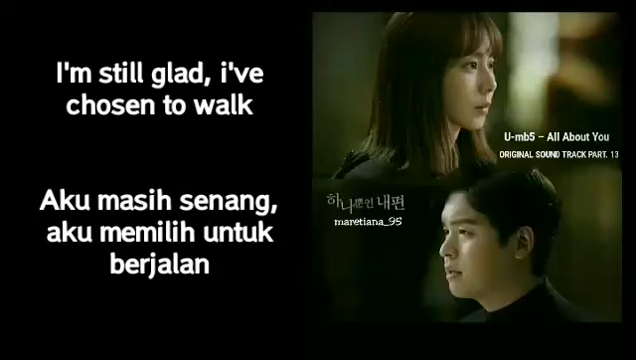 I'm still glad, i've
chosen to walk
Aku masih senang,
aku memilih untuk
berjalan
U-mb5 – All About You
ORIGINAL SOUND TRACK PART. 13
하나뿐인 내편
maretiana_95